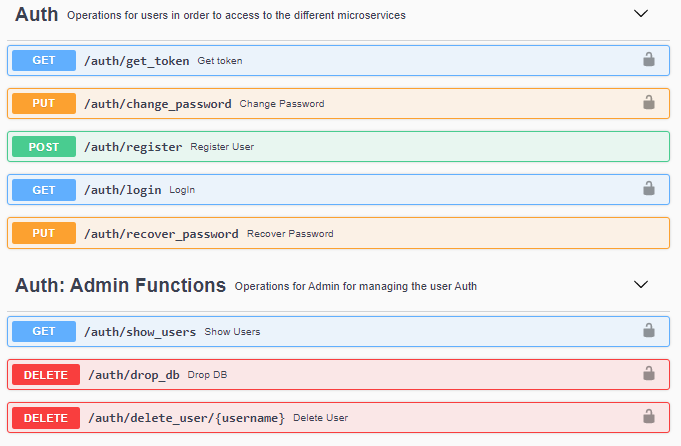 Auth Operations for users in order to access to the different microservices
GET /auth/get_token Get token
PUT /auth/change_password Change Password
POST /auth/register Register User
GET /auth/login LogIn
PUT /auth/recover_password Recover Password
Auth: Admin Functions Operations for Admin for managing the user Auth
GET /auth/show_users Show Users
DELETE /auth/drop_db Drop DB
DELETE /auth/delete_user/{username} Delete User